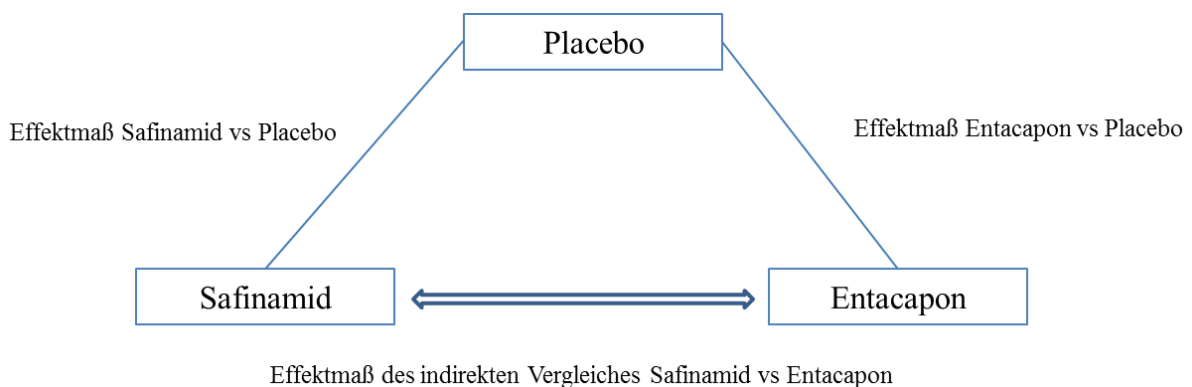 Placebo
Effektmaß Safinamid vs Placebo
Effektmaß Entacapon vs Placebo
Safinamid
Entacapon
Effektmaß des indirekten Vergleiches Safinamid vs Entacapon